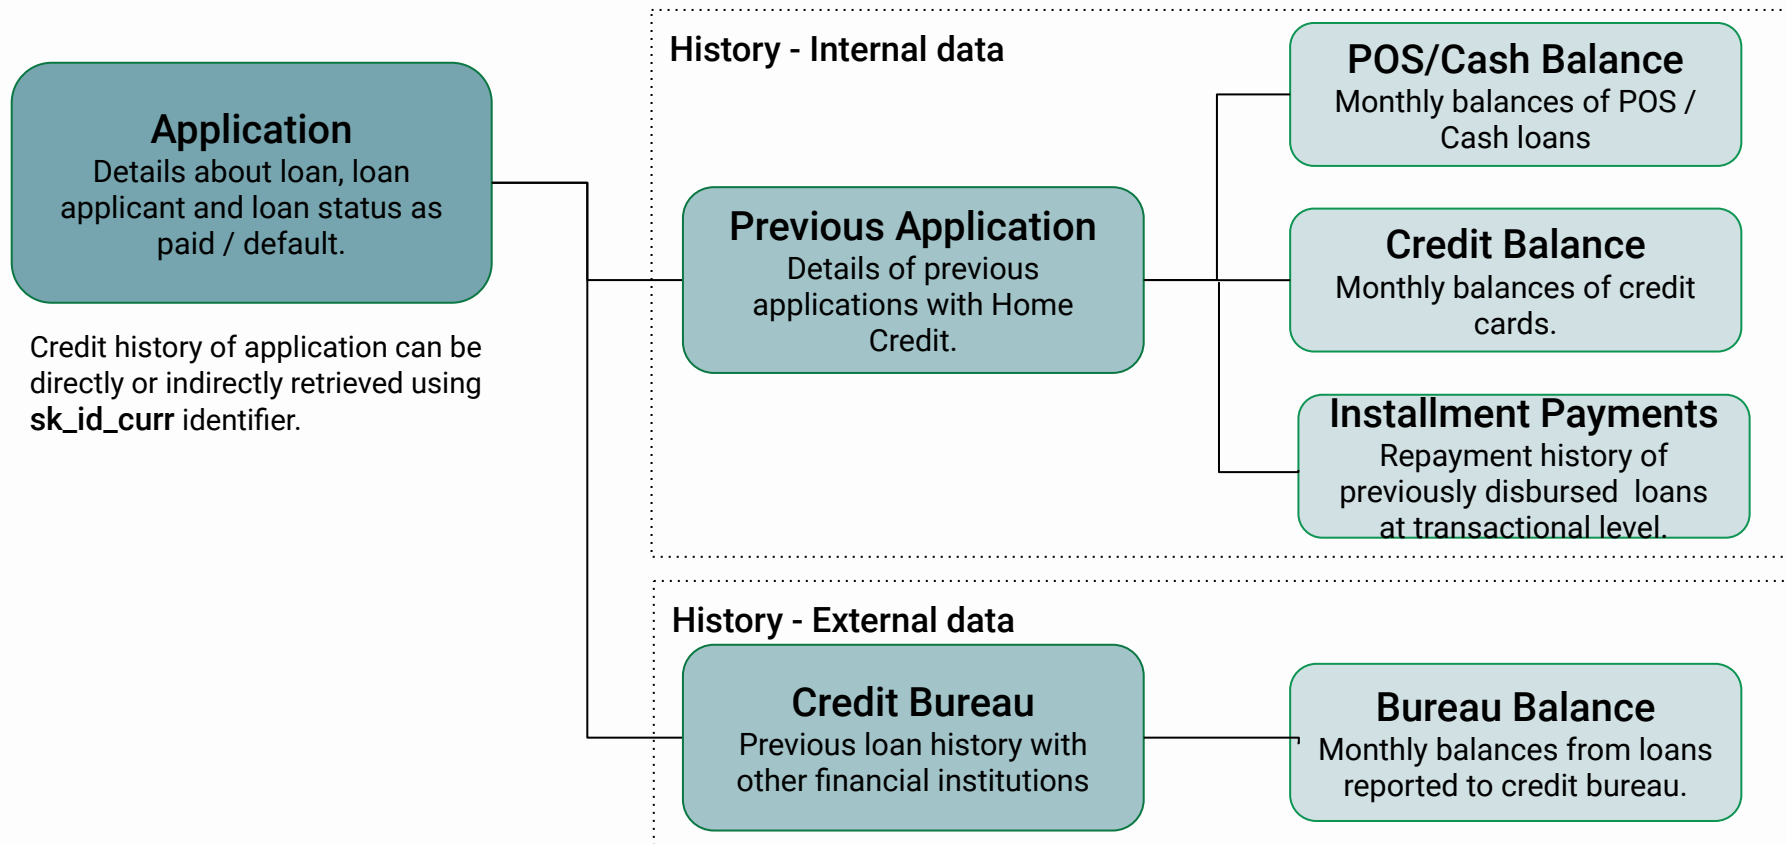 Application
Details about loan, loan
applicant and loan status as
paid / default.
Credit history of application can be
directly or indirectly retrieved using
sk_id_curr identifier.
History - Internal data
Previous Application
Details of previous
applications with Home
Credit.
POS/Cash Balance
Monthly balances of POS /
Cash loans
Credit Balance
Monthly balances of credit
cards.
Installment Payments
Repayment history of
previously disbursed  loans
at transactional level.
History - External data
Credit Bureau
Previous loan history with
other financial institutions
Bureau Balance
Monthly balances from loans
reported to credit bureau.